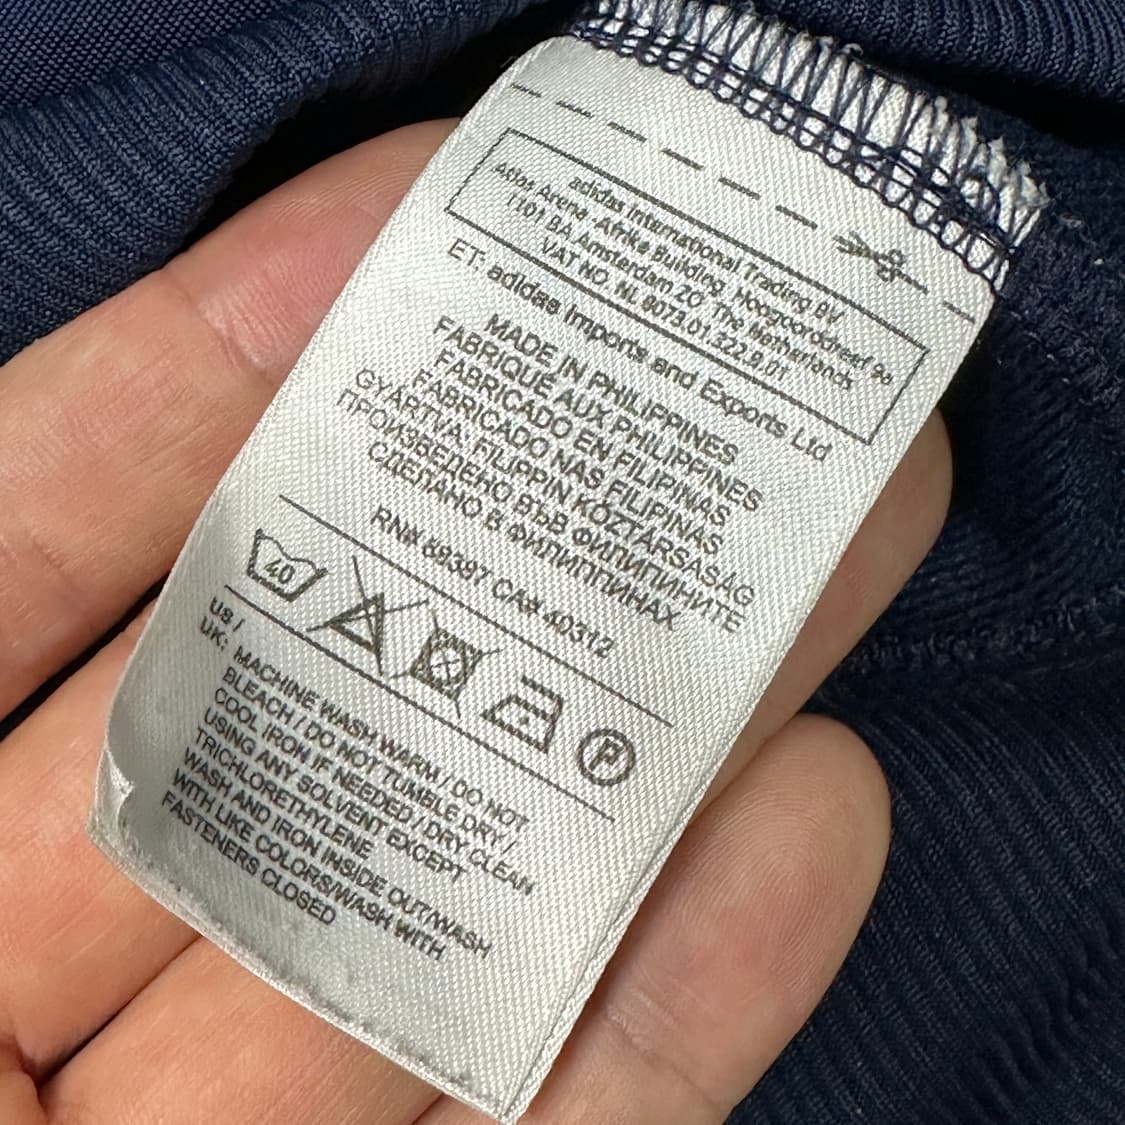 adidas International Trading BV
Atlas Arena-Afrika Building, Hoogoorddreef 9a
1101 BA Amsterdam ZO, The Netherlands
VAT NO. NL 8073.01.322.B.01
ET: adidas Imports and Exports Ltd
MADE IN PHILIPPINES
FABRIQUÉ AUX PHILIPPINES
FABRICADO EN FILIPINAS
FABRICADO NAS FILIPINAS
GYÁRTVA: FILIPPIN KÖZTÁRSASÁG
ПРОИЗВЕДЕНО ВЪВ ФИЛИПИНИТЕ
СДЕЛАНО В ФИЛИППИНАХ
RN# 88387 CA# 40312
40
P
US /
UK: MACHINE WASH WARM / DO NOT
BLEACH / DO NOT TUMBLE DRY /
COOL IRON IF NEEDED / DRY CLEAN
USING ANY SOLVENT EXCEPT
TRICHLORETHYLENE
WASH AND IRON INSIDE OUT/WASH
WITH LIKE COLORS/WASH WITH
FASTENERS CLOSED